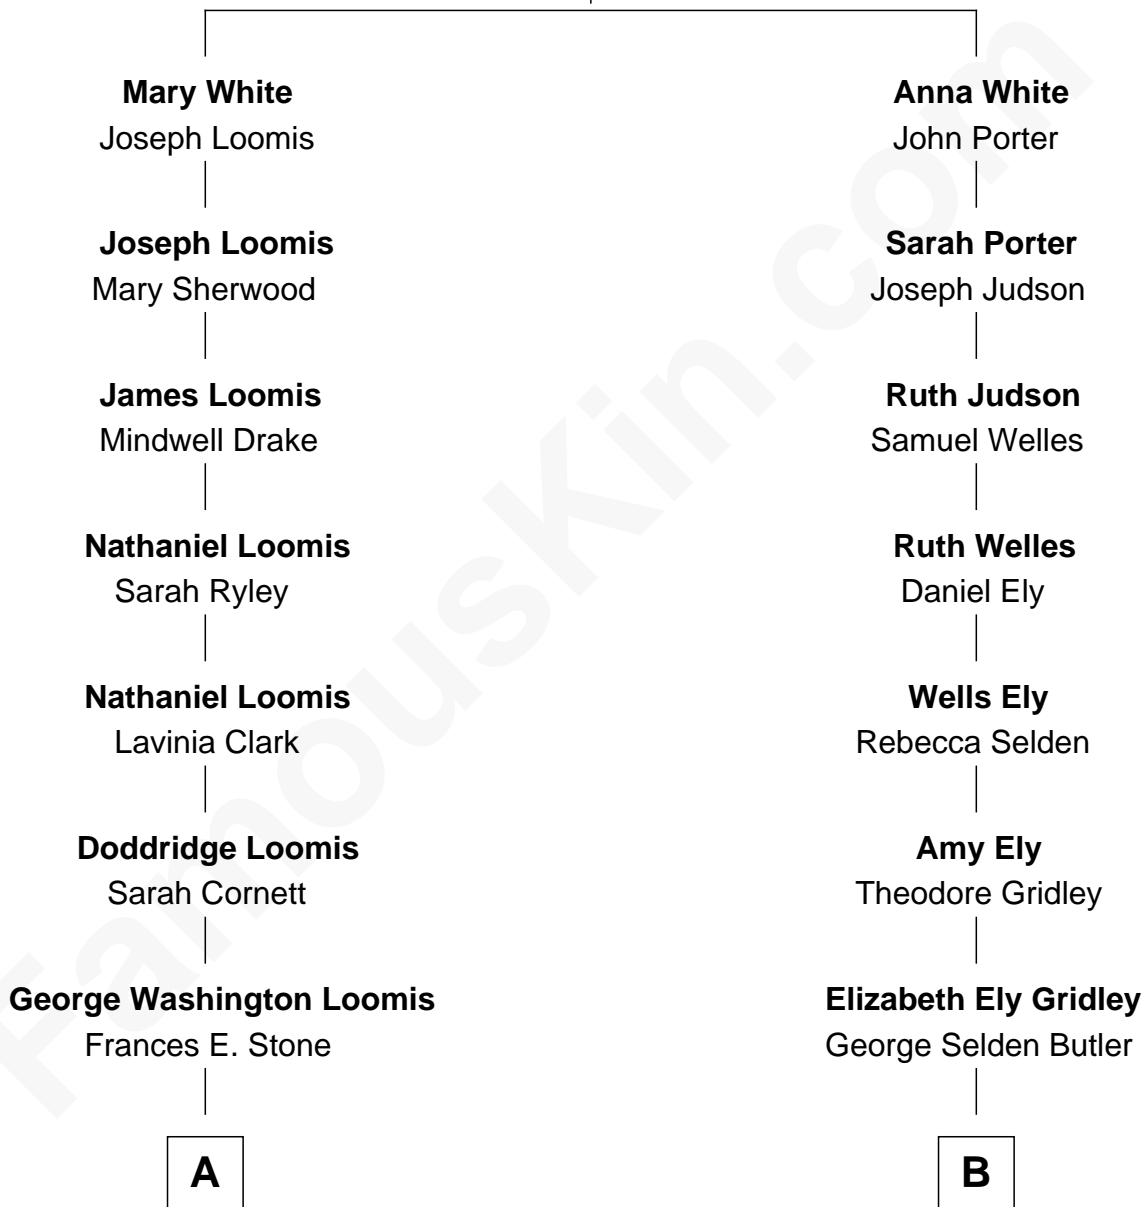 Mary White
Joseph Loomis
Joseph Loomis
Mary Sherwood
James Loomis
Mindwell Drake
Nathaniel Loomis
Sarah Ryley
Nathaniel Loomis
Lavinia Clark
Doddridge Loomis
Sarah Cornett
George Washington Loomis
Frances E. Stone
A
Anna White
John Porter
Sarah Porter
Joseph Judson
Ruth Judson
Samuel Welles
Ruth Welles
Daniel Ely
Wells Ely
Rebecca Selden
Amy Ely
Theodore Gridley
Elizabeth Ely Gridley
George Selden Butler
B
FamousKin.com